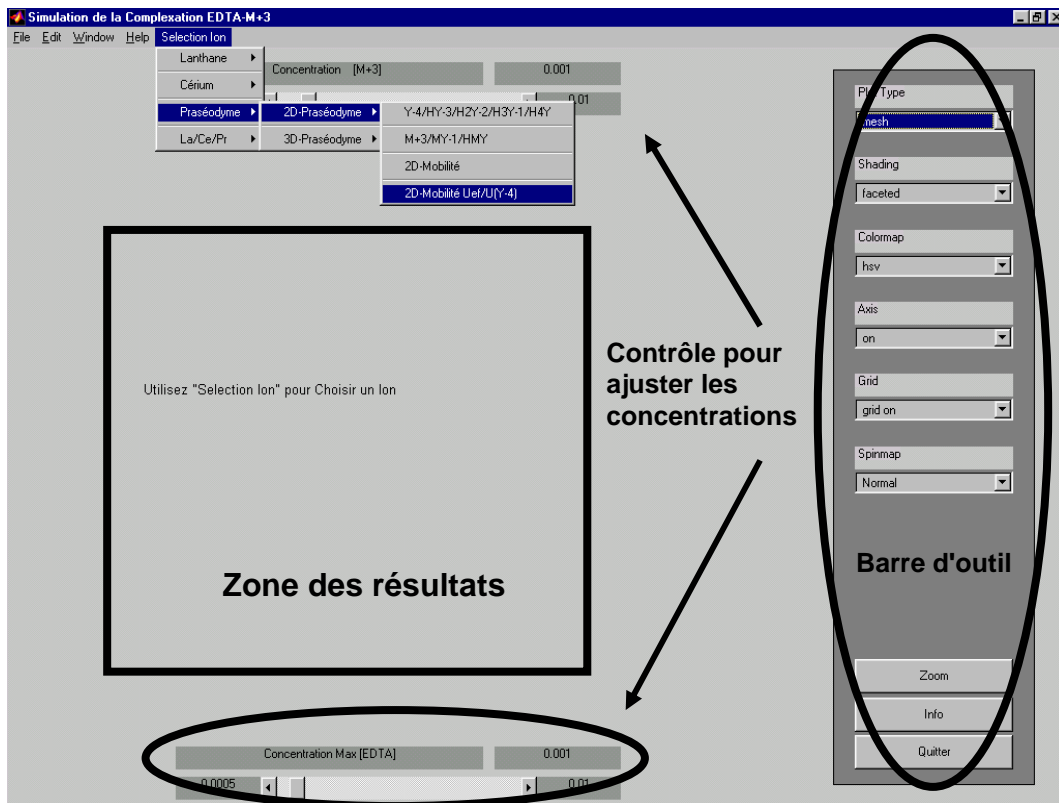 Simulation de la Complexation EDTA-M+3
File Edit Window Help Selection Ion
Lanthane
Cérium
Praséodyme
La/Ce/Pr
2D-Praséodyme
3D-Praséodyme
Y-4/HY-3/H2Y-2/H3Y-1/H4Y
M+3/MY-1/HMY
2D-Mobilité
2D-Mobilité Uef/U(Y-4)
Concentration [M+3]
0.001
0.01
Utilisez "Selection Ion" pour Choisir un Ion
Zone des résultats
Contrôle pour
ajuster les
concentrations
Concentration Max [EDTA]
0.001
0.0005
0.01
Plot Type
mesh
Shading
faceted
Colormap
hsv
Axis
on
Grid
grid on
Spinmap
Normal
Barre d'outil
Zoom
Info
Quitter